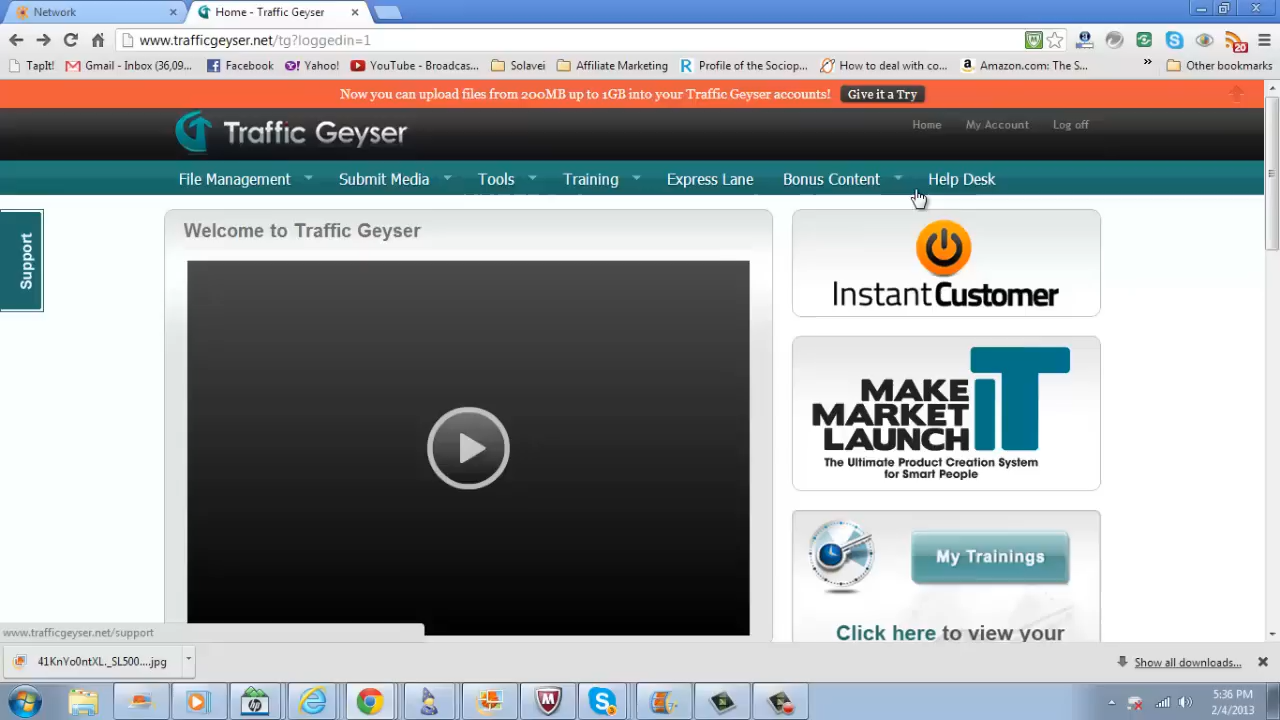 Network
Home - Traffic Geyser
www.trafficgeyser.net/tg?loggedin=1
20
TapIt!
Gmail - Inbox (36,09...
Facebook
Yahoo!
YouTube - Broadcas...
Solavei
Affiliate Marketing
Profile of the Sociop...
How to deal with co...
Amazon.com: The S...
»
Other bookmarks
Now you can upload files from 200MB up to 1GB into your Traffic Geyser accounts!
Give it a Try
Traffic Geyser
Home
My Account
Log off
File Management
Submit Media
Tools
Training
Express Lane
Bonus Content
Help Desk
Support
Welcome to Traffic Geyser
InstantCustomer
MAKE
MARKET
LAUNCH
IT
The Ultimate Product Creation System
for Smart People
My Trainings
Click here to view your
www.trafficgeyser.net/support
41KnYo0ntXL._SL500....jpg
Show all downloads...
5:36 PM
2/4/2013